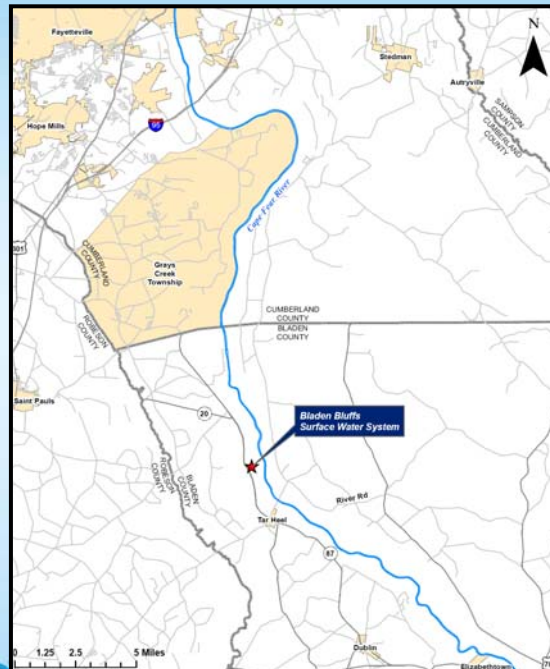 Fayetteville
Stedman
N
Autryville
Hope Mills
95
SAMPSON
COUNTY
CUMBERLAND
COUNTY
Cape Fear River
301
CUMBERLAND
COUNTY
Grays
Creek
Township
ROBESON
COUNTY
CUMBERLAND
COUNTY
BLADEN
COUNTY
Saint Pauls
20
Bladen Bluffs
Surface Water System
BLADEN
COUNTY
ROBESON
COUNTY
River Rd
Tar Heel
87
Dublin
Elizabethtown
0 1.25 2.5 5 Miles